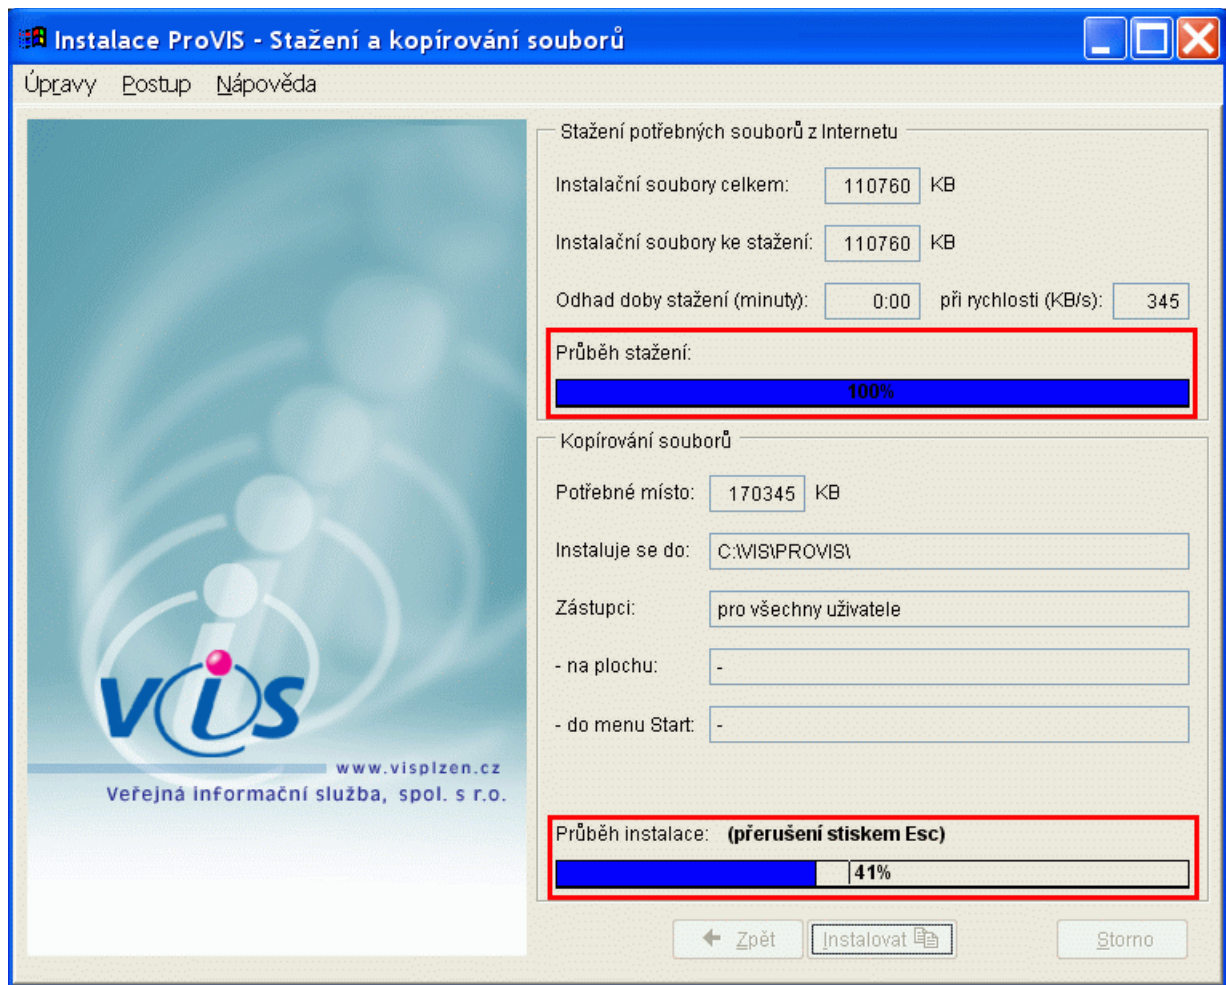 Instalace ProVIS - Stažení a kopírování souborů
Úpravy Postup Nápověda
Stažení potřebných souborů z Internetu
Instalační soubory celkem: 110760 KB
Instalační soubory ke stažení: 110760 KB
Odhad doby stažení (minuty): 0:00 při rychlosti (KB/s): 345
Průběh stažení:
100%
Kopírování souborů
Potřebné místo: 170345 KB
Instaluje se do: C:\VIS\PROVIS\
Zástupci: pro všechny uživatele
- na plochu: -
- do menu Start: -
Průběh instalace: (přerušení stiskem Esc)
41%
Zpět Instalovat Storno
vis
www.visplzen.cz
Veřejná informační služba, spol. s r.o.